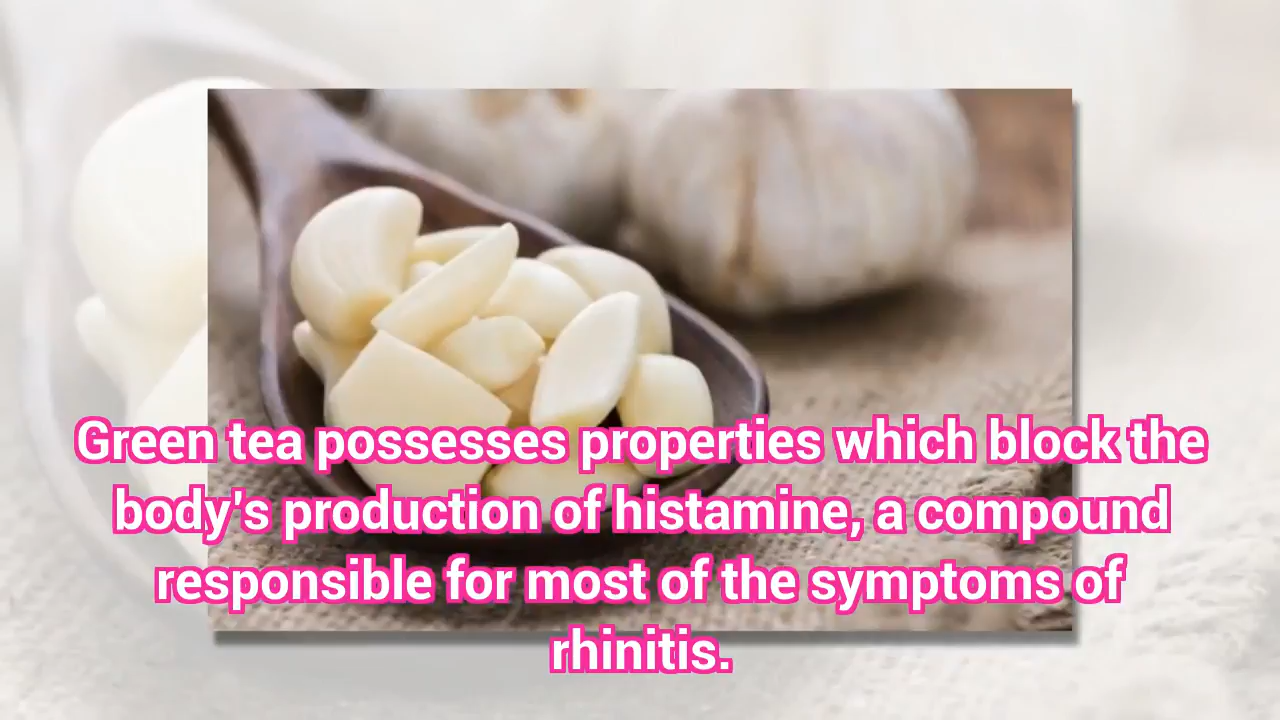 Green tea possesses properties which block the
body's production of histamine, a compound
responsible for most of the symptoms of
rhinitis.